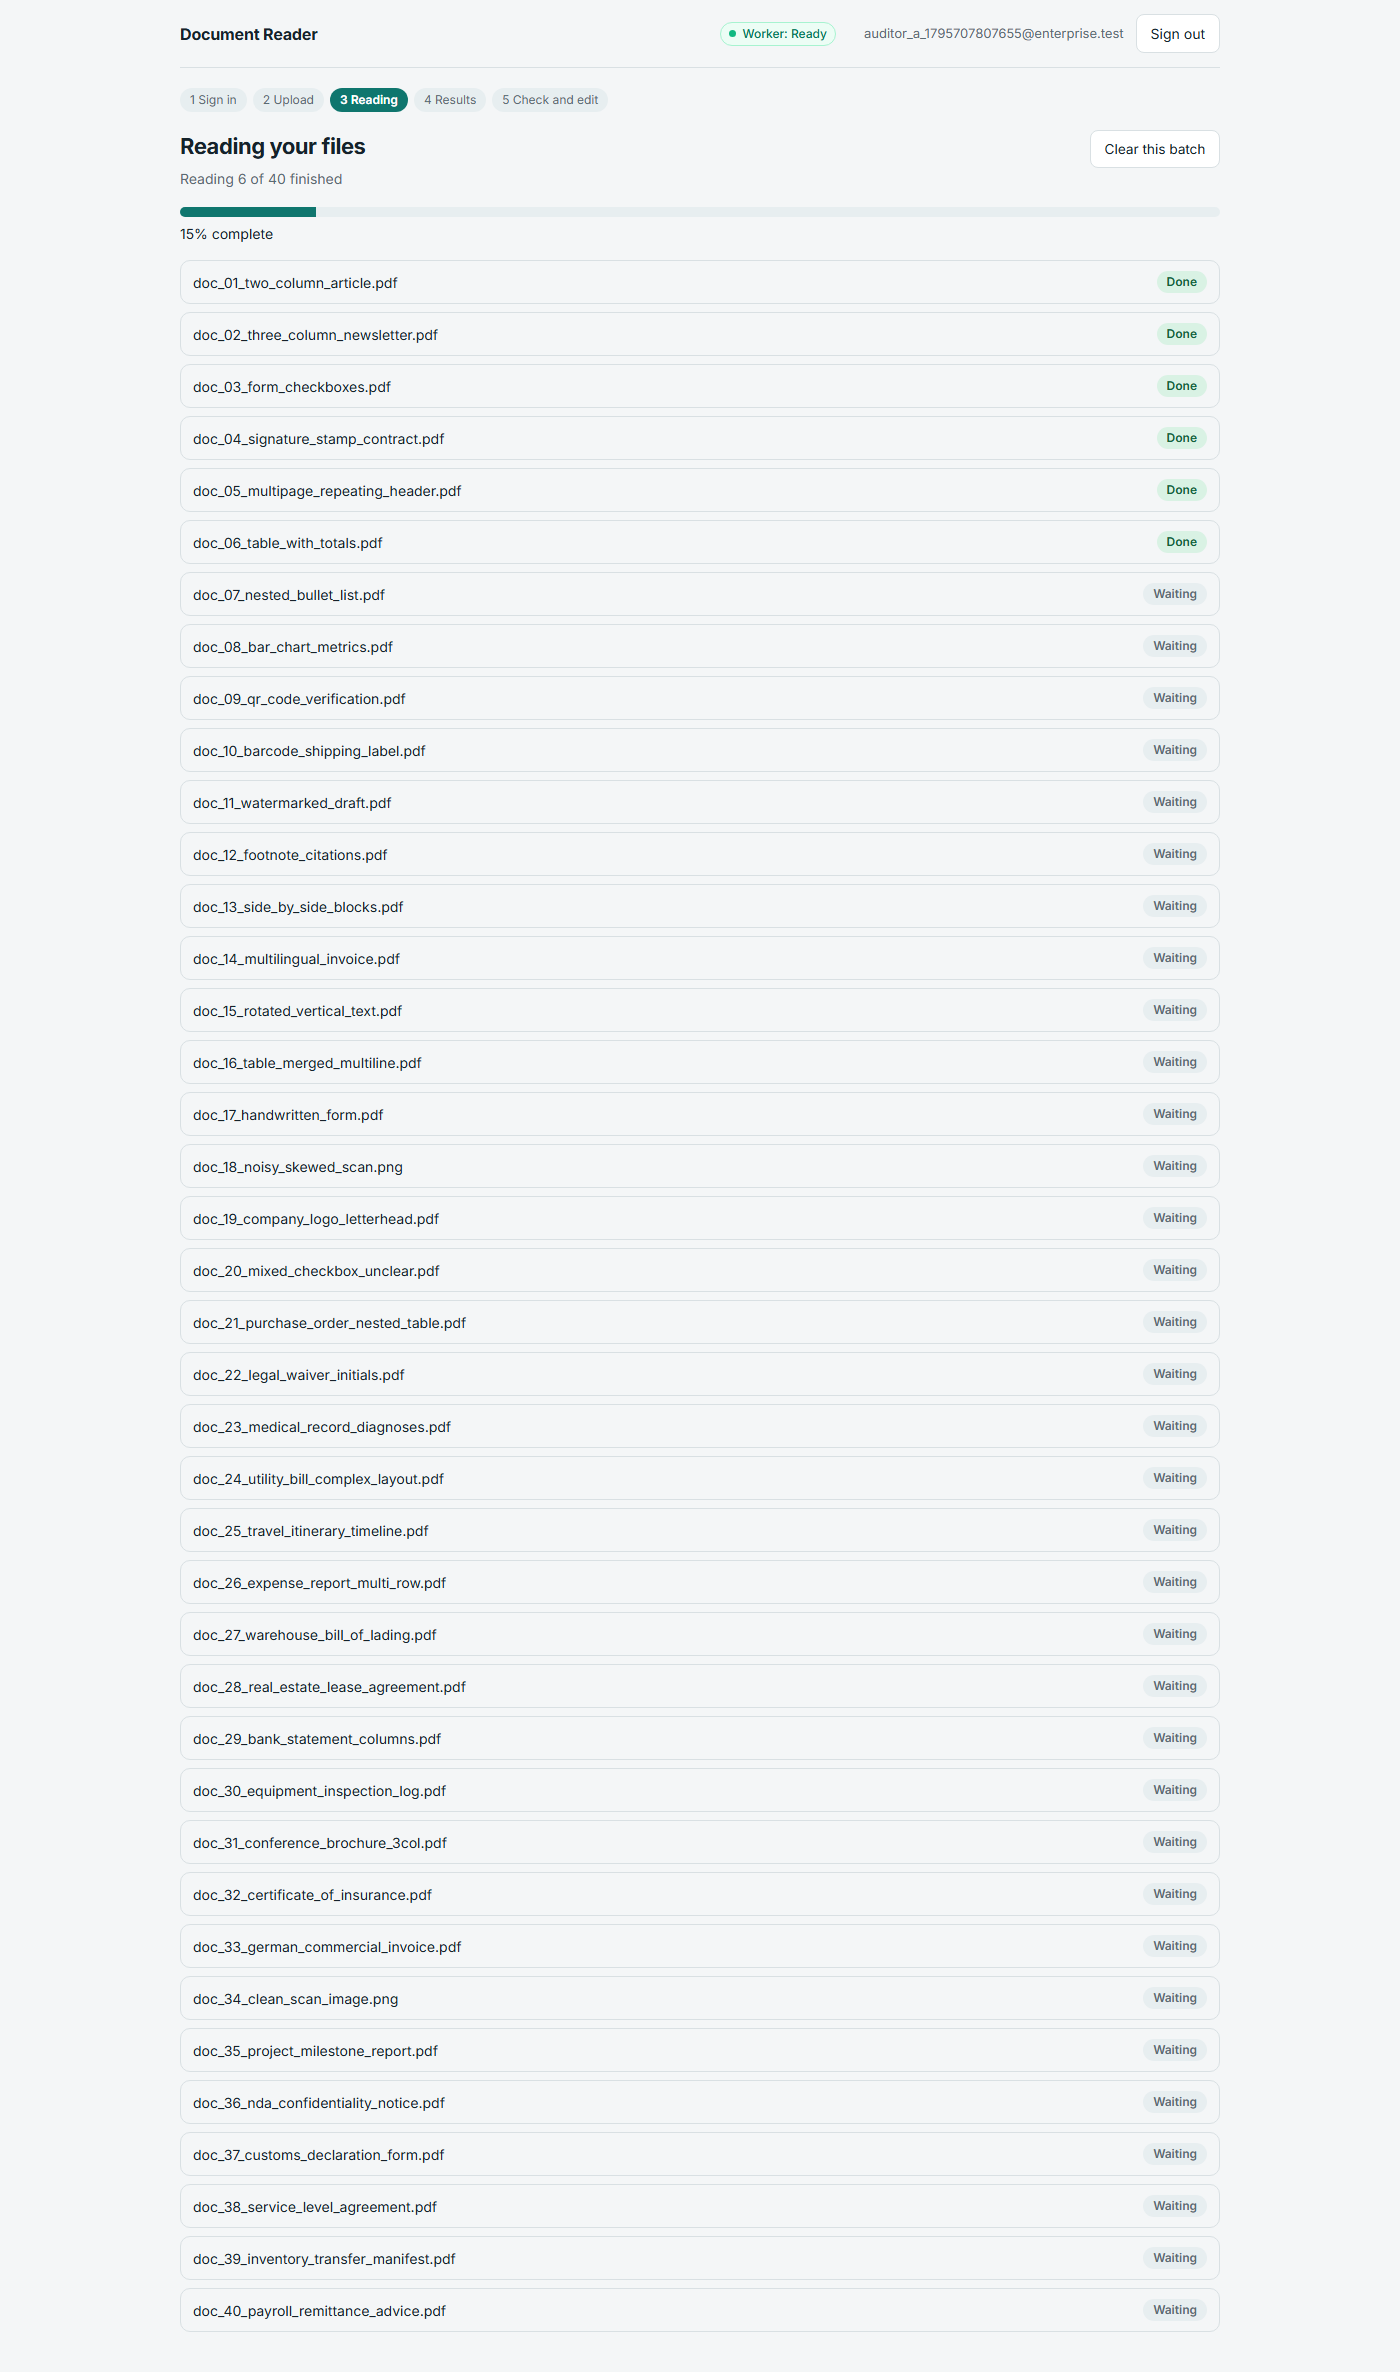 Document Reader
Worker: Ready
auditor_a_1795707807655@enterprise.test
Sign out
1 Sign in
2 Upload
3 Reading
4 Results
5 Check and edit
Reading your files
Clear this batch
Reading 6 of 40 finished
15% complete
doc_01_two_column_article.pdf Done
doc_02_three_column_newsletter.pdf Done
doc_03_form_checkboxes.pdf Done
doc_04_signature_stamp_contract.pdf Done
doc_05_multipage_repeating_header.pdf Done
doc_06_table_with_totals.pdf Done
doc_07_nested_bullet_list.pdf Waiting
doc_08_bar_chart_metrics.pdf Waiting
doc_09_qr_code_verification.pdf Waiting
doc_10_barcode_shipping_label.pdf Waiting
doc_11_watermarked_draft.pdf Waiting
doc_12_footnote_citations.pdf Waiting
doc_13_side_by_side_blocks.pdf Waiting
doc_14_multilingual_invoice.pdf Waiting
doc_15_rotated_vertical_text.pdf Waiting
doc_16_table_merged_multiline.pdf Waiting
doc_17_handwritten_form.pdf Waiting
doc_18_noisy_skewed_scan.png Waiting
doc_19_company_logo_letterhead.pdf Waiting
doc_20_mixed_checkbox_unclear.pdf Waiting
doc_21_purchase_order_nested_table.pdf Waiting
doc_22_legal_waiver_initials.pdf Waiting
doc_23_medical_record_diagnoses.pdf Waiting
doc_24_utility_bill_complex_layout.pdf Waiting
doc_25_travel_itinerary_timeline.pdf Waiting
doc_26_expense_report_multi_row.pdf Waiting
doc_27_warehouse_bill_of_lading.pdf Waiting
doc_28_real_estate_lease_agreement.pdf Waiting
doc_29_bank_statement_columns.pdf Waiting
doc_30_equipment_inspection_log.pdf Waiting
doc_31_conference_brochure_3col.pdf Waiting
doc_32_certificate_of_insurance.pdf Waiting
doc_33_german_commercial_invoice.pdf Waiting
doc_34_clean_scan_image.png Waiting
doc_35_project_milestone_report.pdf Waiting
doc_36_nda_confidentiality_notice.pdf Waiting
doc_37_customs_declaration_form.pdf Waiting
doc_38_service_level_agreement.pdf Waiting
doc_39_inventory_transfer_manifest.pdf Waiting
doc_40_payroll_remittance_advice.pdf Waiting